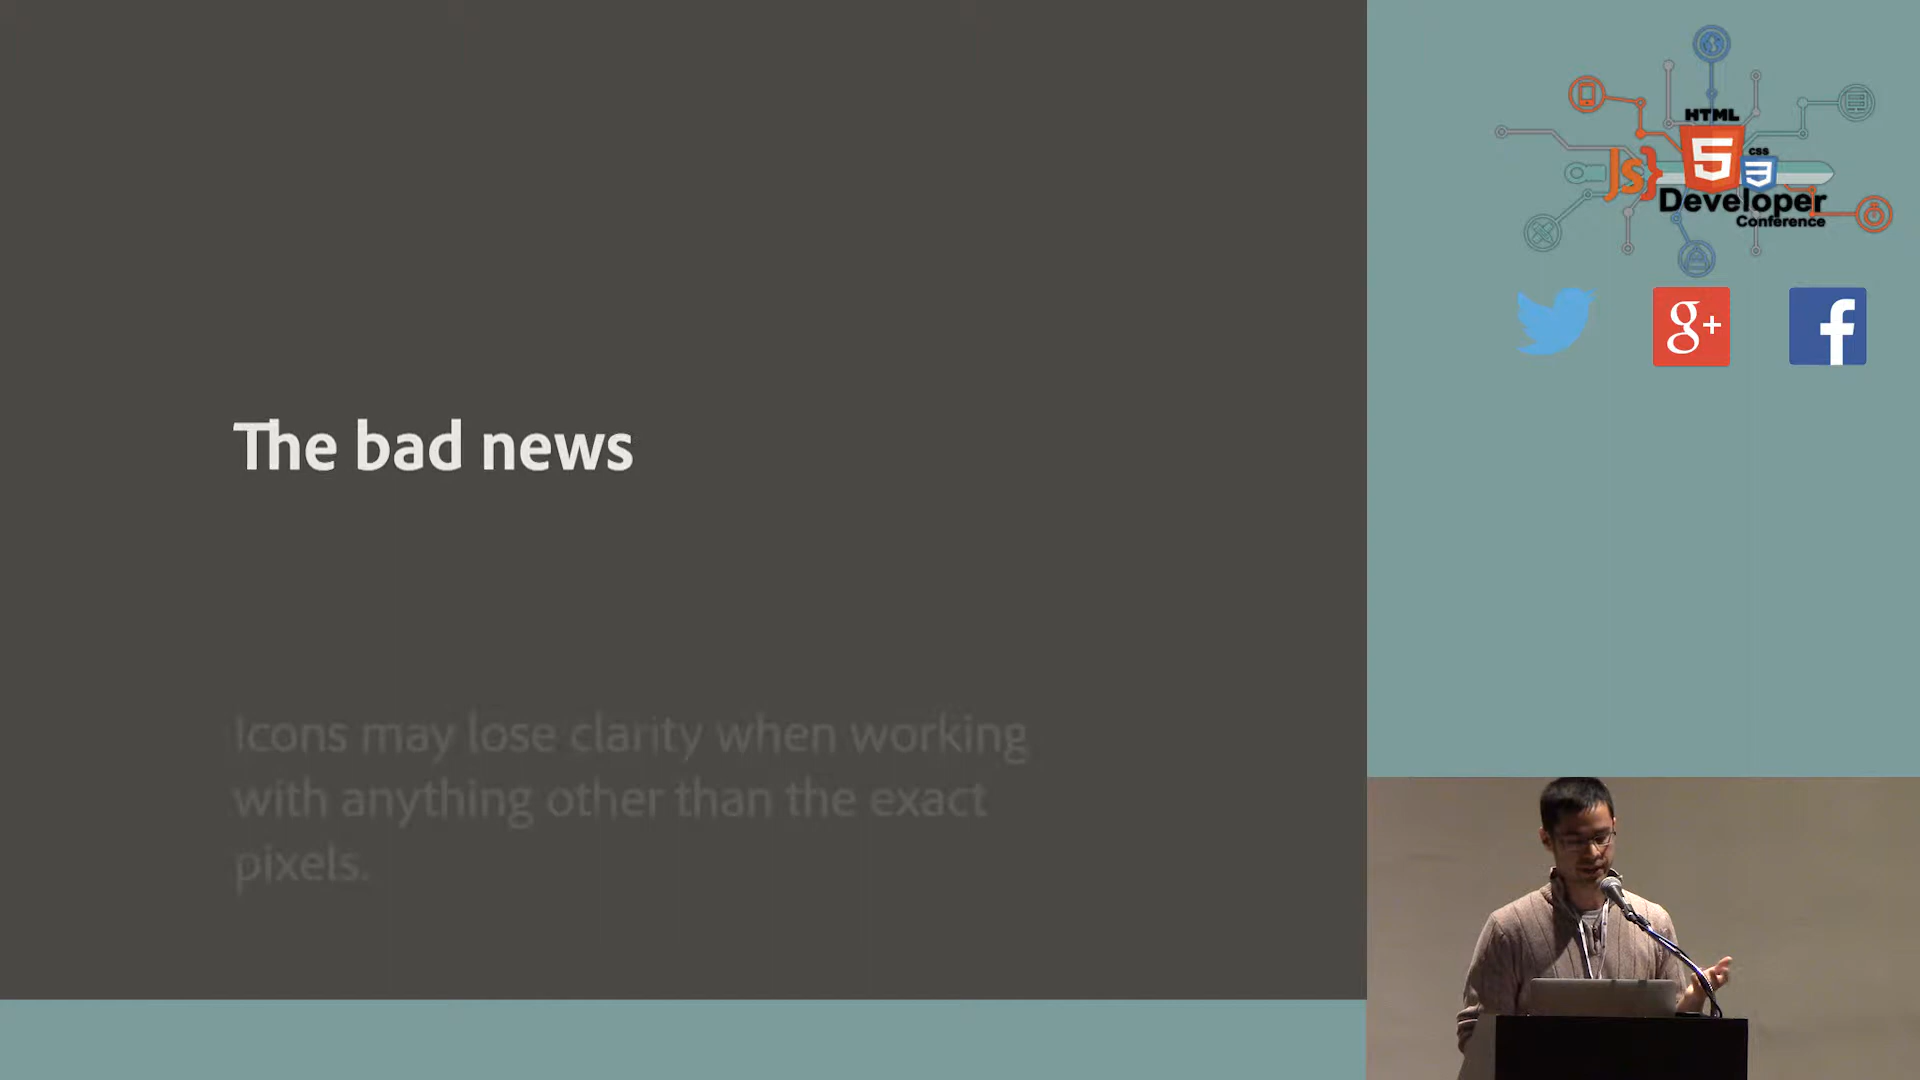 The bad news
Icons may lose clarity when working
with anything other than the exact
pixels.
HTML
5
CSS
3
JS}
Developer
Conference
g+
f